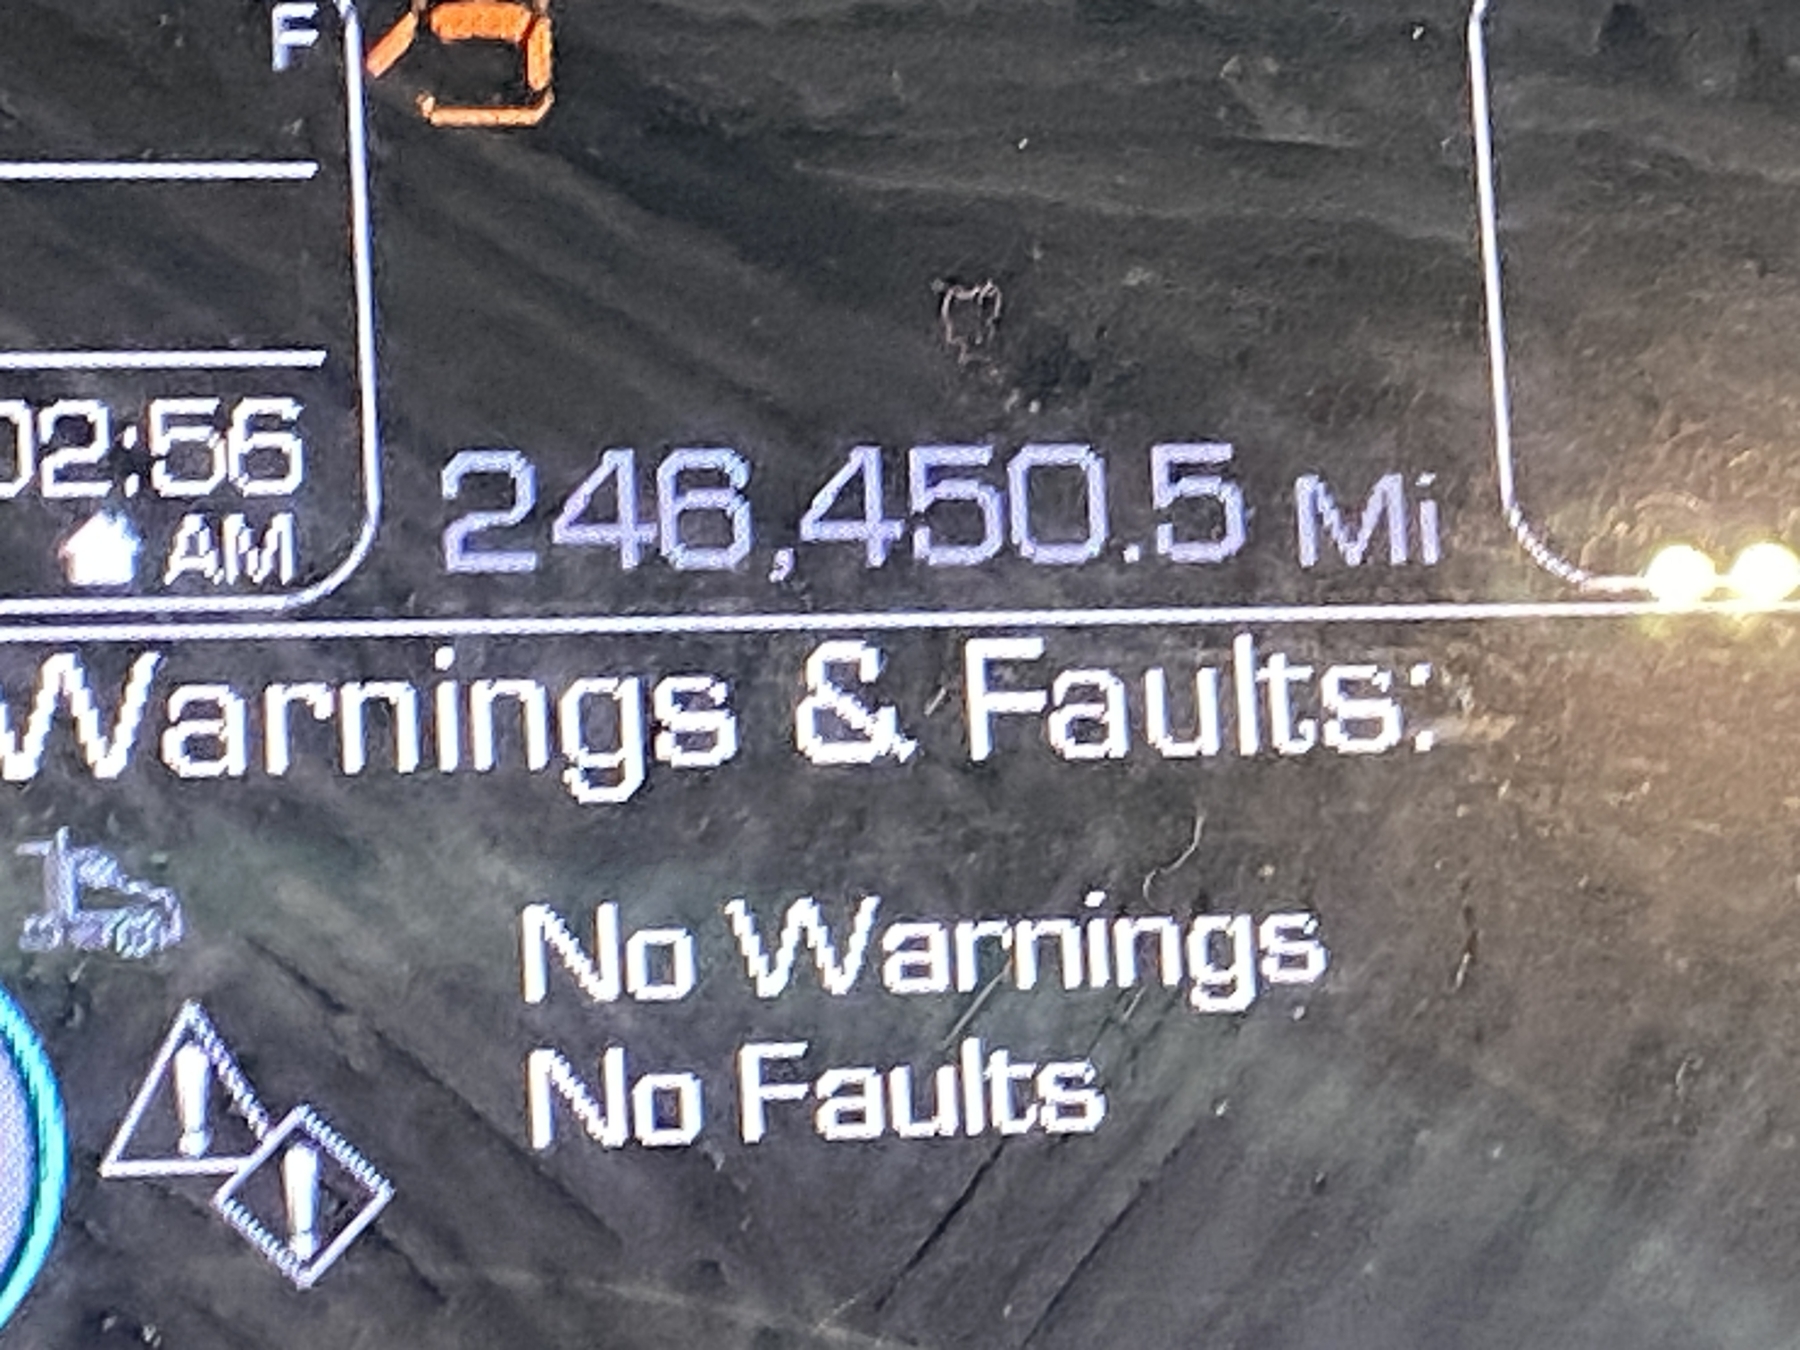 F
02:56
AM
246,450.5 Mi
Warnings & Faults:
No Warnings
No Faults